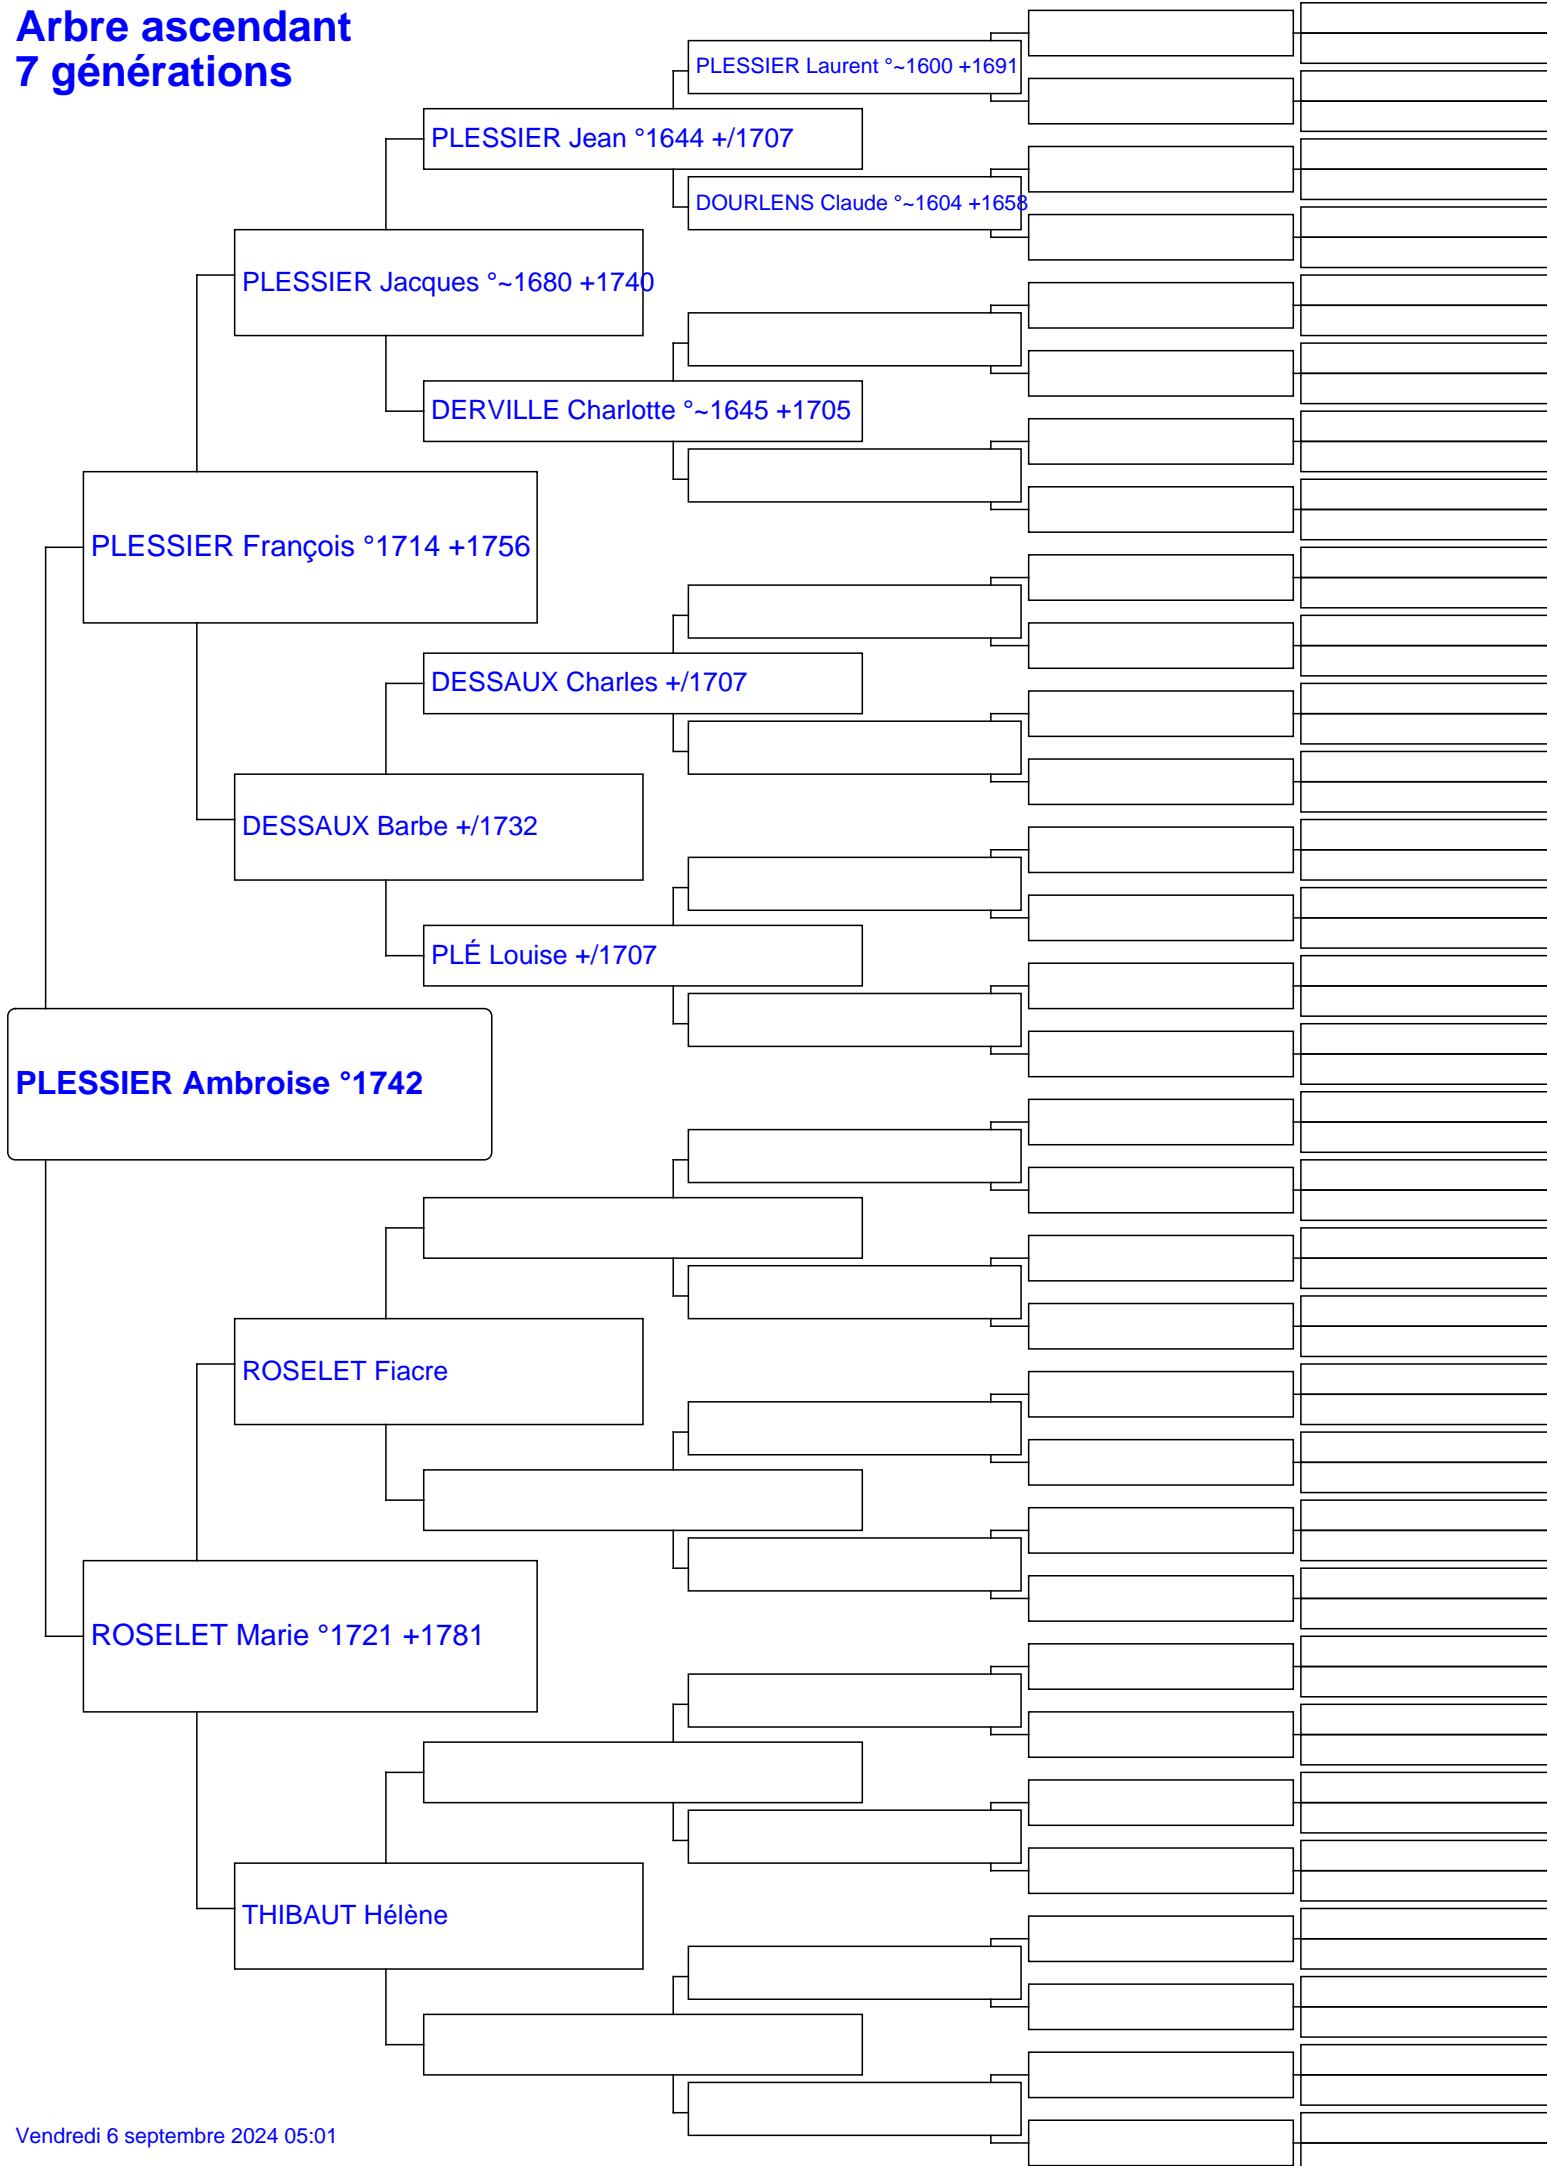 Arbre ascendant
7 générations
PLESSIER Laurent °~1600 +1691
PLESSIER Jean °1644 +/1707
DOURLENS Claude °~1604 +1658
PLESSIER Jacques °~1680 +1740
DERVILLE Charlotte °~1645 +1705
PLESSIER François °1714 +1756
DESSAUX Charles +/1707
DESSAUX Barbe +/1732
PLÉ Louise +/1707
PLESSIER Ambroise °1742
ROSELET Fiacre
ROSELET Marie °1721 +1781
THIBAUT Hélène
Vendredi 6 septembre 2024 05:01